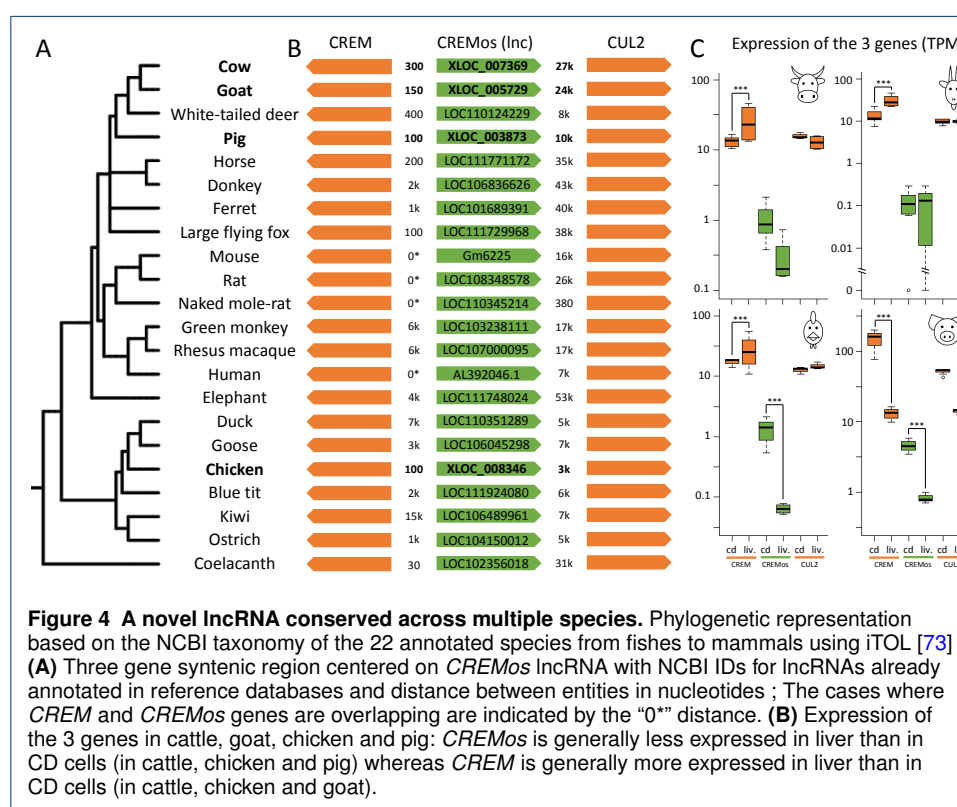 A B CREM CREMos (lnc) CUL2 C Expression of the 3 genes (TPM
Cow 300 XLOC_007369 27k
Goat 150 XLOC_005729 24k
White-tailed deer 400 LOC110124229 8k
Pig 100 XLOC_003873 10k
Horse 200 LOC111771172 35k
Donkey 2k LOC106836626 43k
Ferret 1k LOC101689391 40k
Large flying fox 100 LOC111729968 38k
Mouse 0* Gm6225 16k
Rat 0* LOC108348578 26k
Naked mole-rat 0* LOC110345214 380
Green monkey 6k LOC103238111 17k
Rhesus macaque 6k LOC107000095 17k
Human 0* AL392046.1 7k
Elephant 4k LOC111748024 53k
Duck 7k LOC110351289 5k
Goose 3k LOC106045298 7k
Chicken 100 XLOC_008346 3k
Blue tit 2k LOC111924080 6k
Kiwi 15k LOC106489961 7k
Ostrich 1k LOC104150012 5k
Coelacanth 30 LOC102356018 31k
100
10
1
0.1
***
100
10
1
0.1
0.01
0
***
100
10
1
0.1
***
***
100
10
1
***
***
cd liv. cd liv. cd liv.
CREM CREMos CUL2
cd liv. cd liv. cd
CREM CREMos
Figure 4 A novel lncRNA conserved across multiple species. Phylogenetic representation
based on the NCBI taxonomy of the 22 annotated species from fishes to mammals using iTOL [73]
(A) Three gene syntenic region centered on CREMos lncRNA with NCBI IDs for lncRNAs already
annotated in reference databases and distance between entities in nucleotides ; The cases where
CREM and CREMos genes are overlapping are indicated by the “0*” distance. (B) Expression of
the 3 genes in cattle, goat, chicken and pig: CREMos is generally less expressed in liver than in
CD cells (in cattle, chicken and pig) whereas CREM is generally more expressed in liver than in
CD cells (in cattle, chicken and goat).